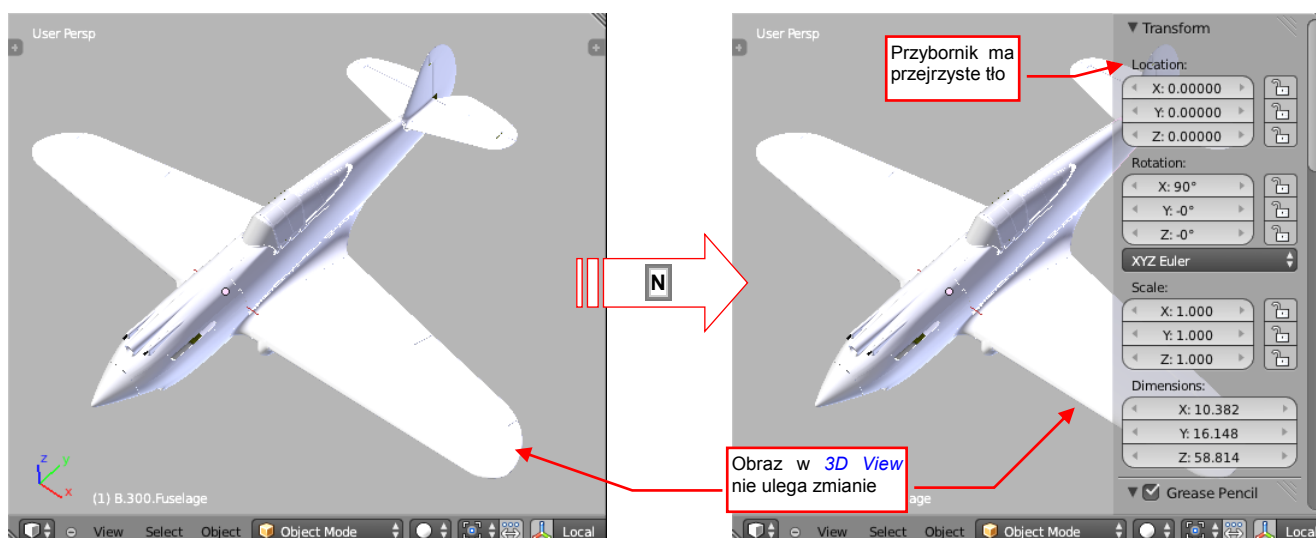 User Persp
(1) B.300.Fuselage
z
y
x
View Select Object Object Mode Local
N
User Persp
Przybornik ma
przejrzyste tło
Transform
Location:
X: 0.00000
Y: 0.00000
Z: 0.00000
Rotation:
X: 90°
Y: -0°
Z: -0°
XYZ Euler
Scale:
X: 1.000
Y: 1.000
Z: 1.000
Dimensions:
X: 10.382
Y: 16.148
Z: 58.814
Grease Pencil
Obraz w 3D View
nie ulega zmianie
age
View Select Object Object Mode Local